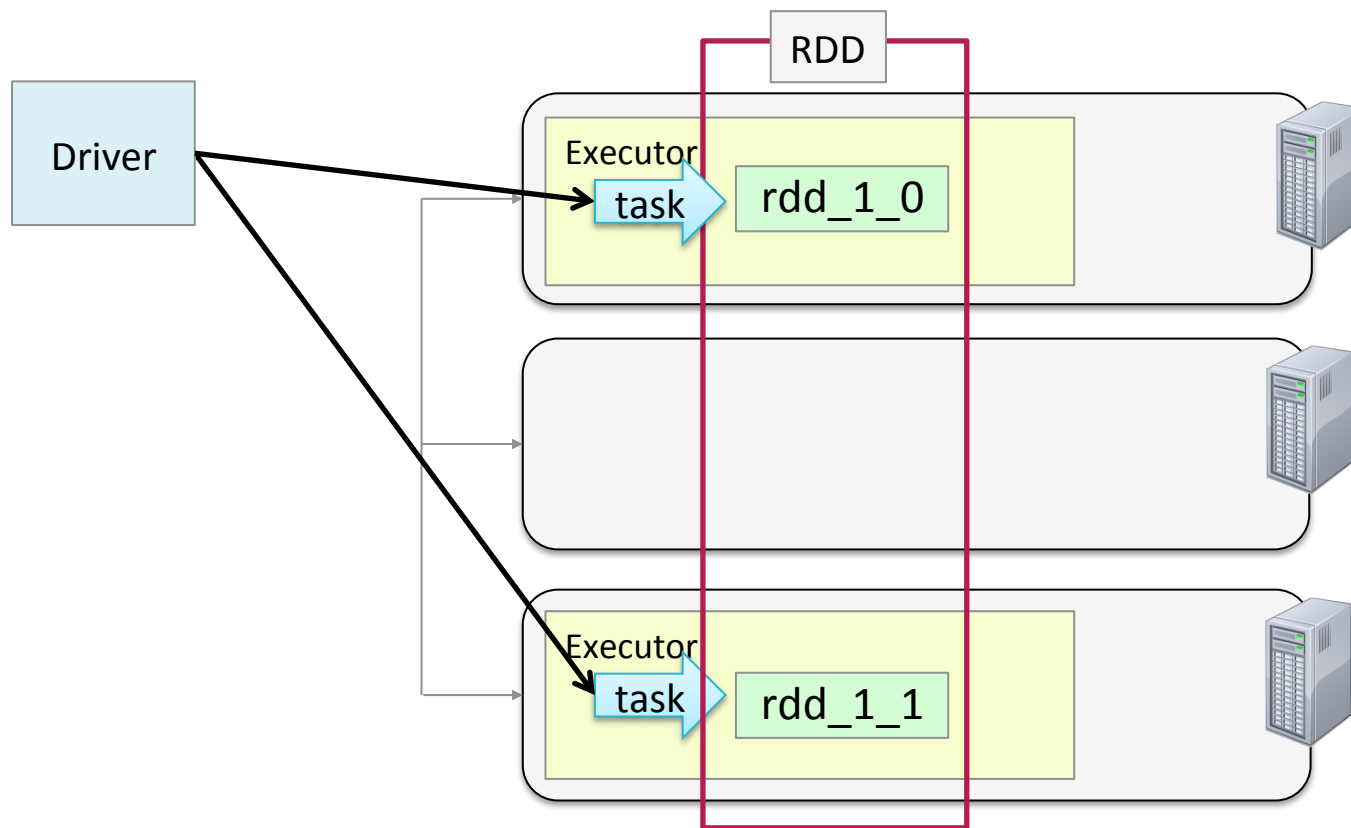 RDD
Driver
Executor
task
rdd_1_0
Executor
task
rdd_1_1